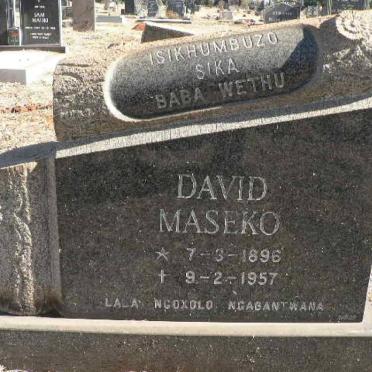 ISIKHUMBUZO
SIKA
BABA WETHU
DAVID
MASEKO
★ 7-3-1896
✝ 9-2-1957
LALA NGOXOLO NGABANTWANA